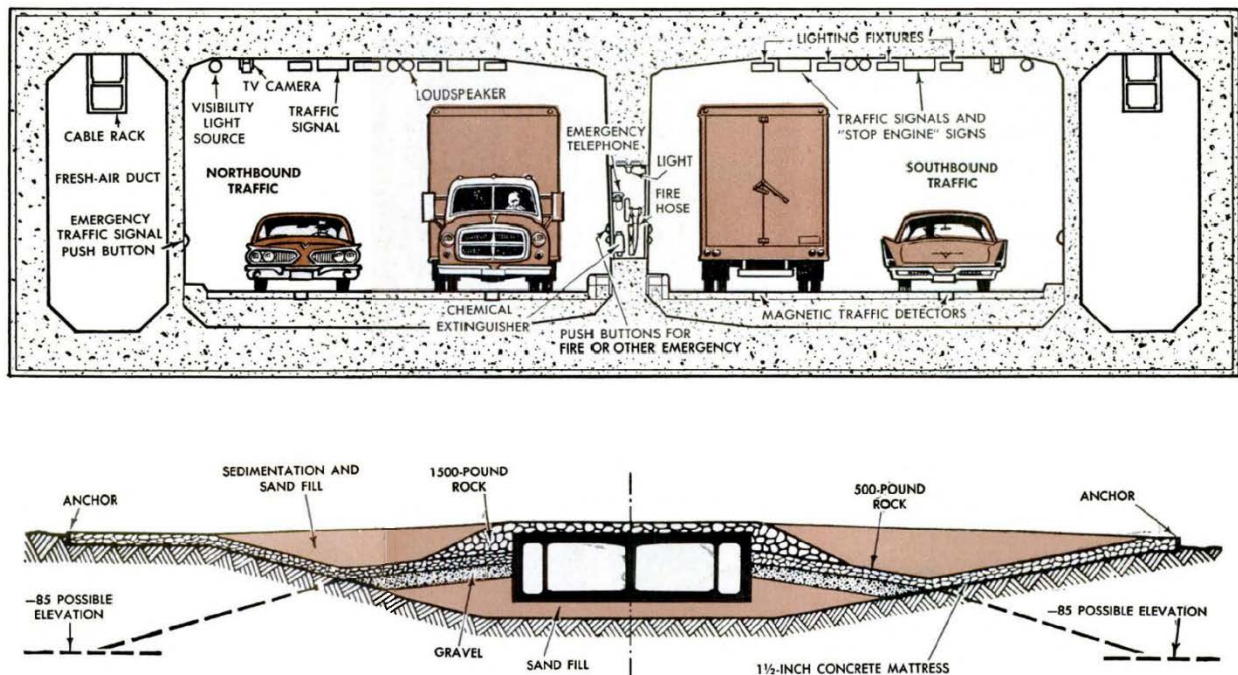 LIGHTING FIXTURES
TV CAMERA
LOUDSPEAKER
VISIBILITY
LIGHT
SOURCE
TRAFFIC
SIGNAL
CABLE RACK
EMERGENCY
TELEPHONE
TRAFFIC SIGNALS AND
"STOP ENGINE" SIGNS
LIGHT
FRESH-AIR DUCT
NORTHBOUND
TRAFFIC
FIRE
HOSE
SOUTHBOUND
TRAFFIC
EMERGENCY
TRAFFIC SIGNAL
PUSH BUTTON
CHEMICAL
EXTINGUISHER
MAGNETIC TRAFFIC DETECTORS
PUSH BUTTONS FOR
FIRE OR OTHER EMERGENCY
SEDIMENTATION AND
SAND FILL
1500-POUND
ROCK
500-POUND
ROCK
ANCHOR
ANCHOR
–85 POSSIBLE
ELEVATION
–85 POSSIBLE
ELEVATION
GRAVEL
SAND FILL
1½-INCH CONCRETE MATTRESS